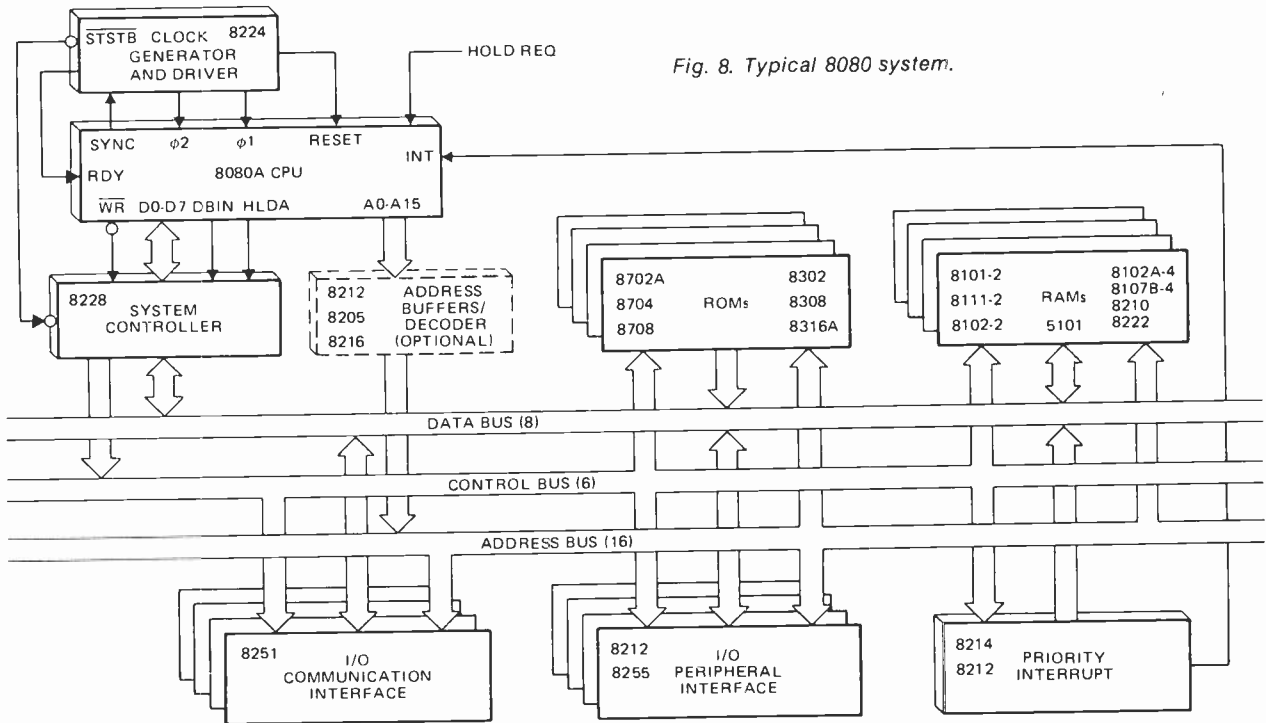 S̅T̅S̅T̅B̅ CLOCK 8224
GENERATOR
AND DRIVER
HOLD REQ
Fig. 8. Typical 8080 system.
SYNC φ2 φ1 RESET
INT
RDY 8080A CPU
W̅R̅ D0-D7 DBIN HLDA A0-A15
8228
SYSTEM
CONTROLLER
8212 ADDRESS
8205 BUFFERS/
DECODER
8216 (OPTIONAL)
8702A 8302
8704 ROMs 8308
8708 8316A
8101-2 8102A-4
8111-2 RAMs 8107B-4
8210
8102-2 5101 8222
DATA BUS (8)
CONTROL BUS (6)
ADDRESS BUS (16)
8251 I/O
COMMUNICATION
INTERFACE
8212 I/O
8255 PERIPHERAL
INTERFACE
8214 PRIORITY
8212 INTERRUPT